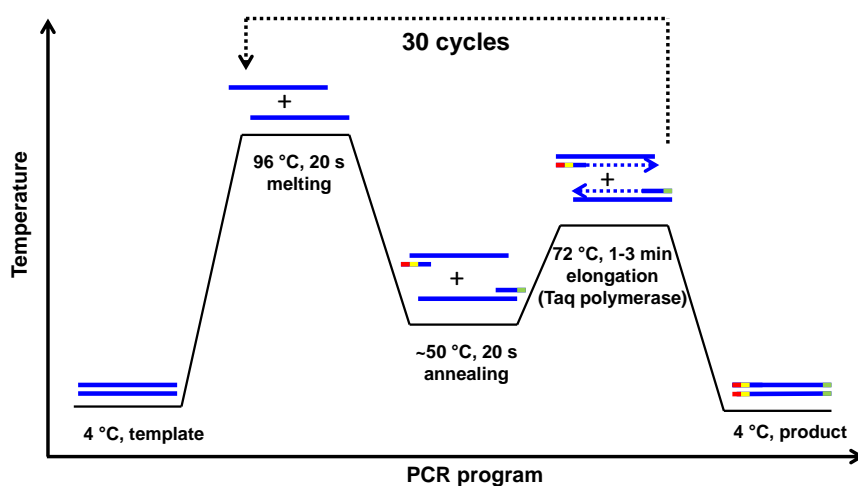 30 cycles
+
96 °C, 20 s
melting
+
72 °C, 1-3 min
elongation
(Taq polymerase)
+
~50 °C, 20 s
annealing
4 °C, template
4 °C, product
Temperature
PCR program